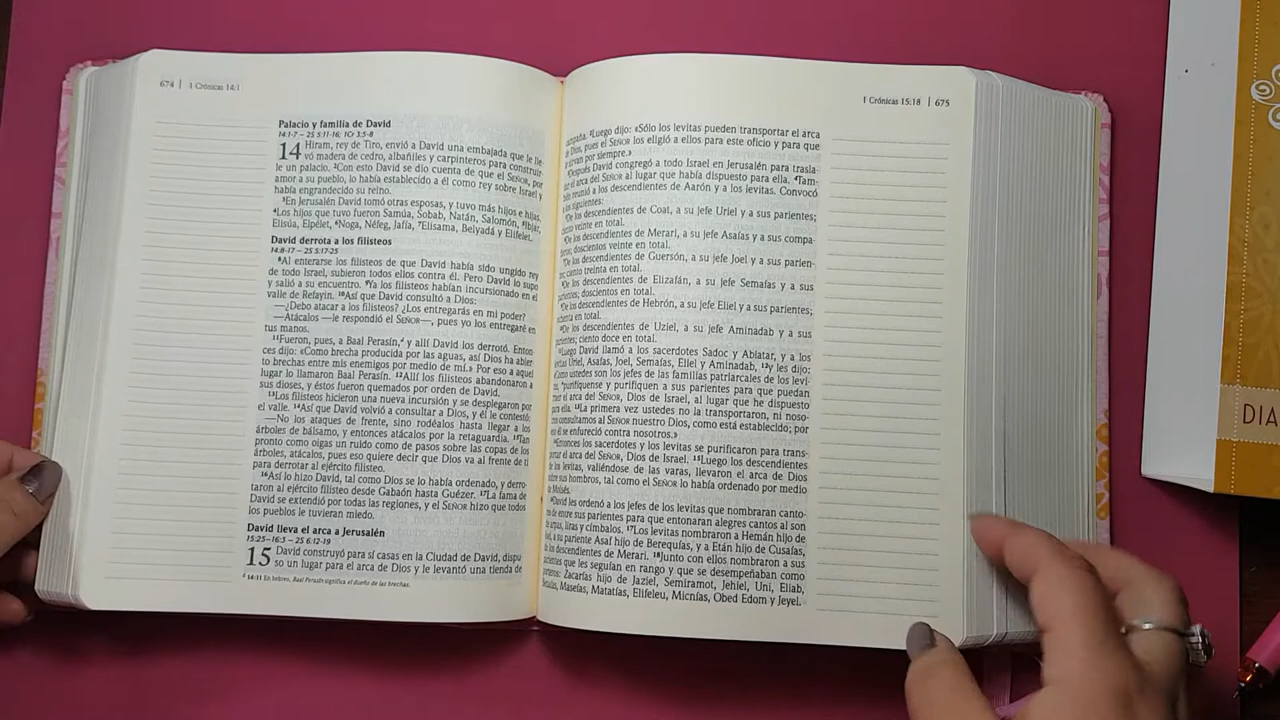 674 | 1 Crónicas 14:1
Palacio y familia de David
14:1-7 – 2S 5:11-16; 1Cr 3:5-8
14 Hiram, rey de Tiro, envió a David una embajada que le lle-
vó madera de cedro, albañiles y carpinteros para construir-
le un palacio. ²Con esto David se dio cuenta de que el SEÑOR, por
amor a su pueblo, lo había establecido a él como rey sobre Israel y
había engrandecido su reino.
³En Jerusalén David tomó otras esposas, y tuvo más hijos e hijas.
⁴Los hijos que tuvo fueron Samúa, Sobab, Natán, Salomón, ⁵Ibjar,
Elisúa, Elpélet, ⁶Noga, Néfeg, Jafía, ⁷Elisama, Belyadá y Elifelet.
David derrota a los filisteos
14:8-17 – 2S 5:17-25
⁸Al enterarse los filisteos de que David había sido ungido rey
de todo Israel, subieron todos ellos contra él. Pero David lo supo
y salió a su encuentro. ⁹Ya los filisteos habían incursionado en el
valle de Refayin. ¹⁰Así que David consultó a Dios:
—¿Debo atacar a los filisteos? ¿Los entregarás en mi poder?
—Atácalos —le respondió el SEÑOR—, pues yo los entregaré en
tus manos.
¹¹Fueron, pues, a Baal Perasín, y allí David los derrotó. Enton-
ces dijo: «Como brecha producida por las aguas, así Dios ha abier-
to brechas entre mis enemigos por medio de mí.» Por eso a aquel
lugar lo llamaron Baal Perasín. ¹²Allí los filisteos abandonaron a
sus dioses, y éstos fueron quemados por orden de David.
¹³Los filisteos hicieron una nueva incursión y se desplegaron por
el valle. ¹⁴Así que David volvió a consultar a Dios, y él le contestó:
—No los ataques de frente, sino rodéalos hasta llegar a los
árboles de bálsamo, y entonces atácalos por la retaguardia. ¹⁵Tan
pronto como oigas un ruido como de pasos sobre las copas de los
árboles, atácalos, pues eso quiere decir que Dios va al frente de ti
para derrotar al ejército filisteo.
¹⁶Así lo hizo David, tal como Dios se lo había ordenado, y derro-
taron al ejército filisteo desde Gabaón hasta Guézer. ¹⁷La fama de
David se extendió por todas las regiones, y el SEÑOR hizo que todos
los pueblos le tuvieran miedo.
David lleva el arca a Jerusalén
15:25–16:3 – 2S 6:12-19
15 David construyó para sí casas en la Ciudad de David, dispu-
so un lugar para el arca de Dios y le levantó una tienda de
14:11 En hebreo, Baal Perasín significa el dueño de las brechas.
1 Crónicas 15:18 | 675
campaña. ²Luego dijo: «Sólo los levitas pueden transportar el arca
de Dios, pues el SEÑOR los eligió a ellos para este oficio y para que
le sirvan por siempre.»
³Después David congregó a todo Israel en Jerusalén para trasla-
dar el arca del SEÑOR al lugar que había dispuesto para ella. ⁴Tam-
bién reunió a los descendientes de Aarón y a los levitas. Convocó
a los siguientes:
⁵De los descendientes de Coat, a su jefe Uriel y a sus parientes;
ciento veinte en total.
⁶De los descendientes de Merari, a su jefe Asaías y a sus compa-
ñeros; doscientos veinte en total.
⁷De los descendientes de Guersón, a su jefe Joel y a sus parien-
tes; ciento treinta en total.
⁸De los descendientes de Elizafán, a su jefe Semaías y a sus
parientes; doscientos en total.
⁹De los descendientes de Hebrón, a su jefe Eliel y a sus parientes;
ochenta en total.
¹⁰De los descendientes de Uziel, a su jefe Aminadab y a sus
parientes; ciento doce en total.
¹¹Luego David llamó a los sacerdotes Sadoc y Abiatar, y a los
levitas Uriel, Asaías, Joel, Semaías, Eliel y Aminadab, ¹²y les dijo:
«Como ustedes son los jefes de las familias patriarcales de los levi-
tas, purifíquense y purifiquen a sus parientes para que puedan
traer el arca del SEÑOR, Dios de Israel, al lugar que he dispuesto
para ella. ¹³La primera vez ustedes no la transportaron, ni noso-
tros consultamos al SEÑOR nuestro Dios, como está establecido; por
eso él se enfureció contra nosotros.»
¹⁴Entonces los sacerdotes y los levitas se purificaron para trans-
portar el arca del SEÑOR, Dios de Israel. ¹⁵Luego los descendientes
de los levitas, valiéndose de las varas, llevaron el arca de Dios
sobre sus hombros, tal como el SEÑOR lo había ordenado por medio
de Moisés.
¹⁶David les ordenó a los jefes de los levitas que nombraran canto-
res de entre sus parientes para que entonaran alegres cantos al son
de arpas, liras y címbalos. ¹⁷Los levitas nombraron a Hemán hijo de
Joel, a su pariente Asaf hijo de Berequías, y a Etán hijo de Cusaías,
de los descendientes de Merari. ¹⁸Junto con ellos nombraron a sus
parientes que les seguían en rango y que se desempeñaban como
porteros: Zacarías hijo de Jaziel, Semiramot, Jehiel, Uni, Eliab,
Benaías, Maseías, Matatías, Elifeleu, Micnías, Obed Edom y Jeyel.
DIA